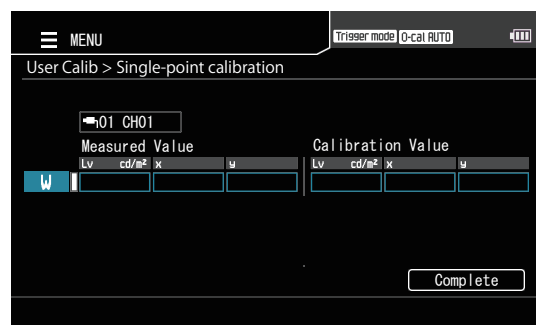 MENU
Trigger mode 0-cal AUTO
User Calib > Single-point calibration
01 CH01
Measured Value Calibration Value
Lv cd/m² x y Lv cd/m² x y
W
Complete